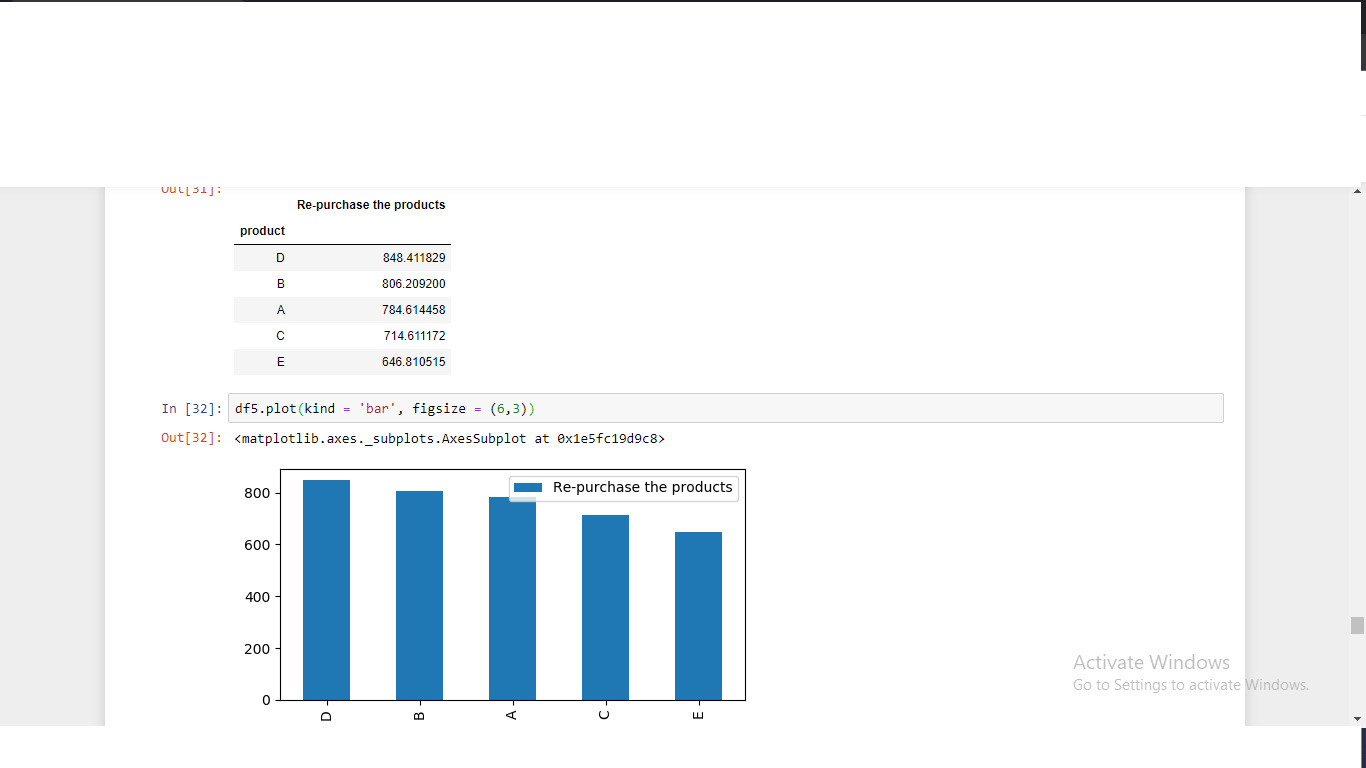 Out[31]:
Re-purchase the products
product
D 848.411829
B 806.209200
A 784.614458
C 714.611172
E 646.810515
In [32]: df5.plot(kind = 'bar', figsize = (6,3))
Out[32]: <matplotlib.axes._subplots.AxesSubplot at 0x1e5fc19d9c8>
Re-purchase the products
800
600
400
200
0
D B A C E
Activate Windows
Go to Settings to activate Windows.